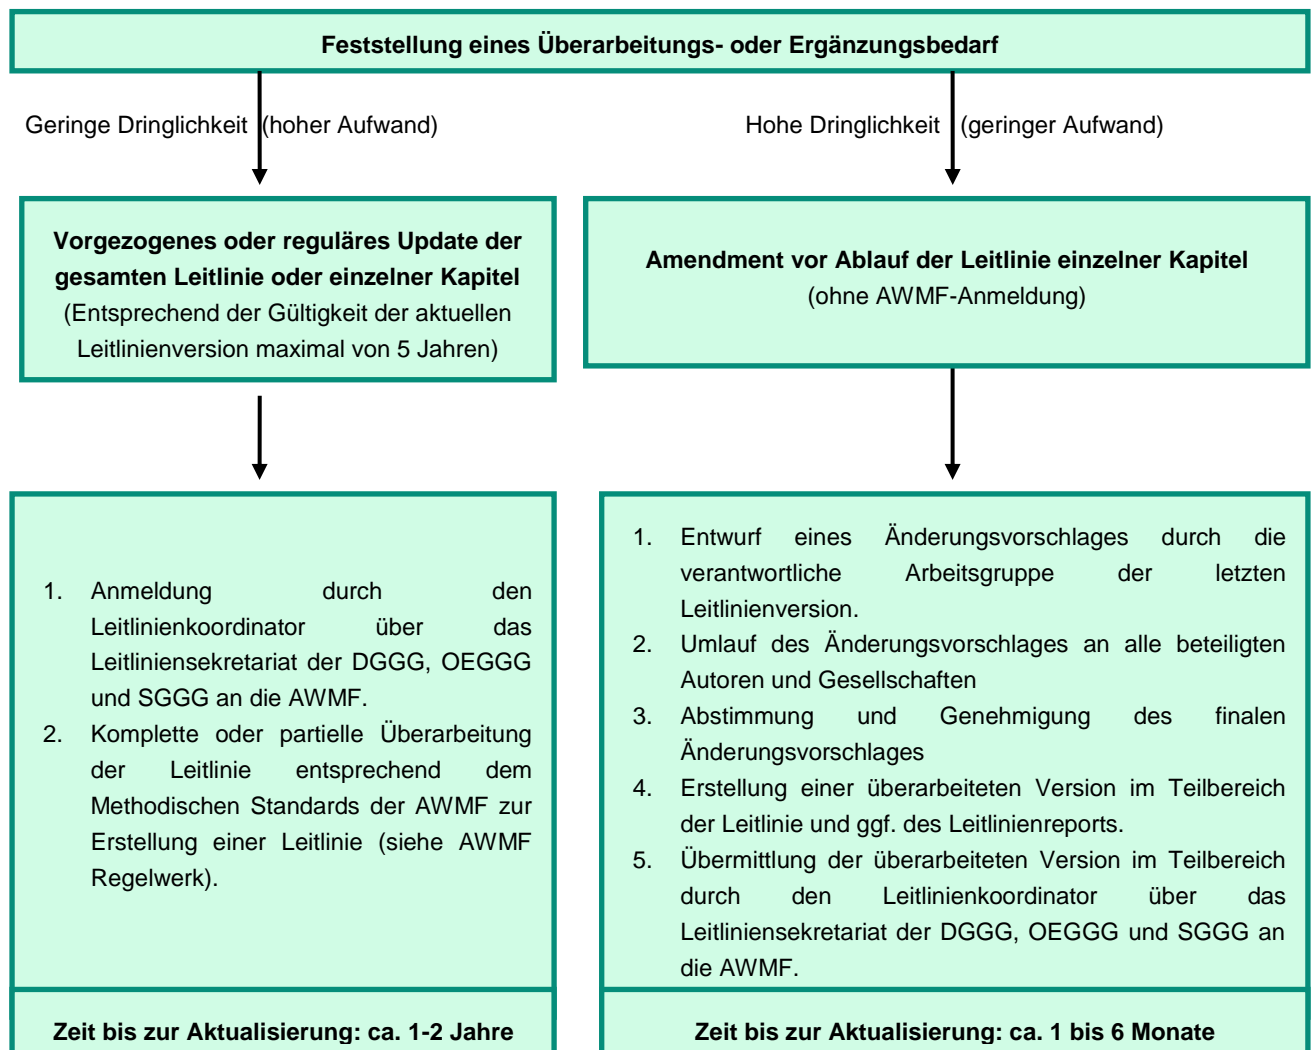 Feststellung eines Überarbeitungs- oder Ergänzungsbedarf
Geringe Dringlichkeit (hoher Aufwand)
Hohe Dringlichkeit (geringer Aufwand)
Vorgezogenes oder reguläres Update der
gesamten Leitlinie oder einzelner Kapitel
(Entsprechend der Gültigkeit der aktuellen
Leitlinienversion maximal von 5 Jahren)
Amendment vor Ablauf der Leitlinie einzelner Kapitel
(ohne AWMF-Anmeldung)
1. Anmeldung durch den
Leitlinienkoordinator über das
Leitliniensekretariat der DGGG, OEGGG
und SGGG an die AWMF.
2. Komplette oder partielle Überarbeitung
der Leitlinie entsprechend dem
Methodischen Standards der AWMF zur
Erstellung einer Leitlinie (siehe AWMF
Regelwerk).
Zeit bis zur Aktualisierung: ca. 1-2 Jahre
1. Entwurf eines Änderungsvorschlages durch die
verantwortliche Arbeitsgruppe der letzten
Leitlinienversion.
2. Umlauf des Änderungsvorschlages an alle beteiligten
Autoren und Gesellschaften
3. Abstimmung und Genehmigung des finalen
Änderungsvorschlages
4. Erstellung einer überarbeiteten Version im Teilbereich
der Leitlinie und ggf. des Leitlinienreports.
5. Übermittlung der überarbeiteten Version im Teilbereich
durch den Leitlinienkoordinator über das
Leitliniensekretariat der DGGG, OEGGG und SGGG an
die AWMF.
Zeit bis zur Aktualisierung: ca. 1 bis 6 Monate